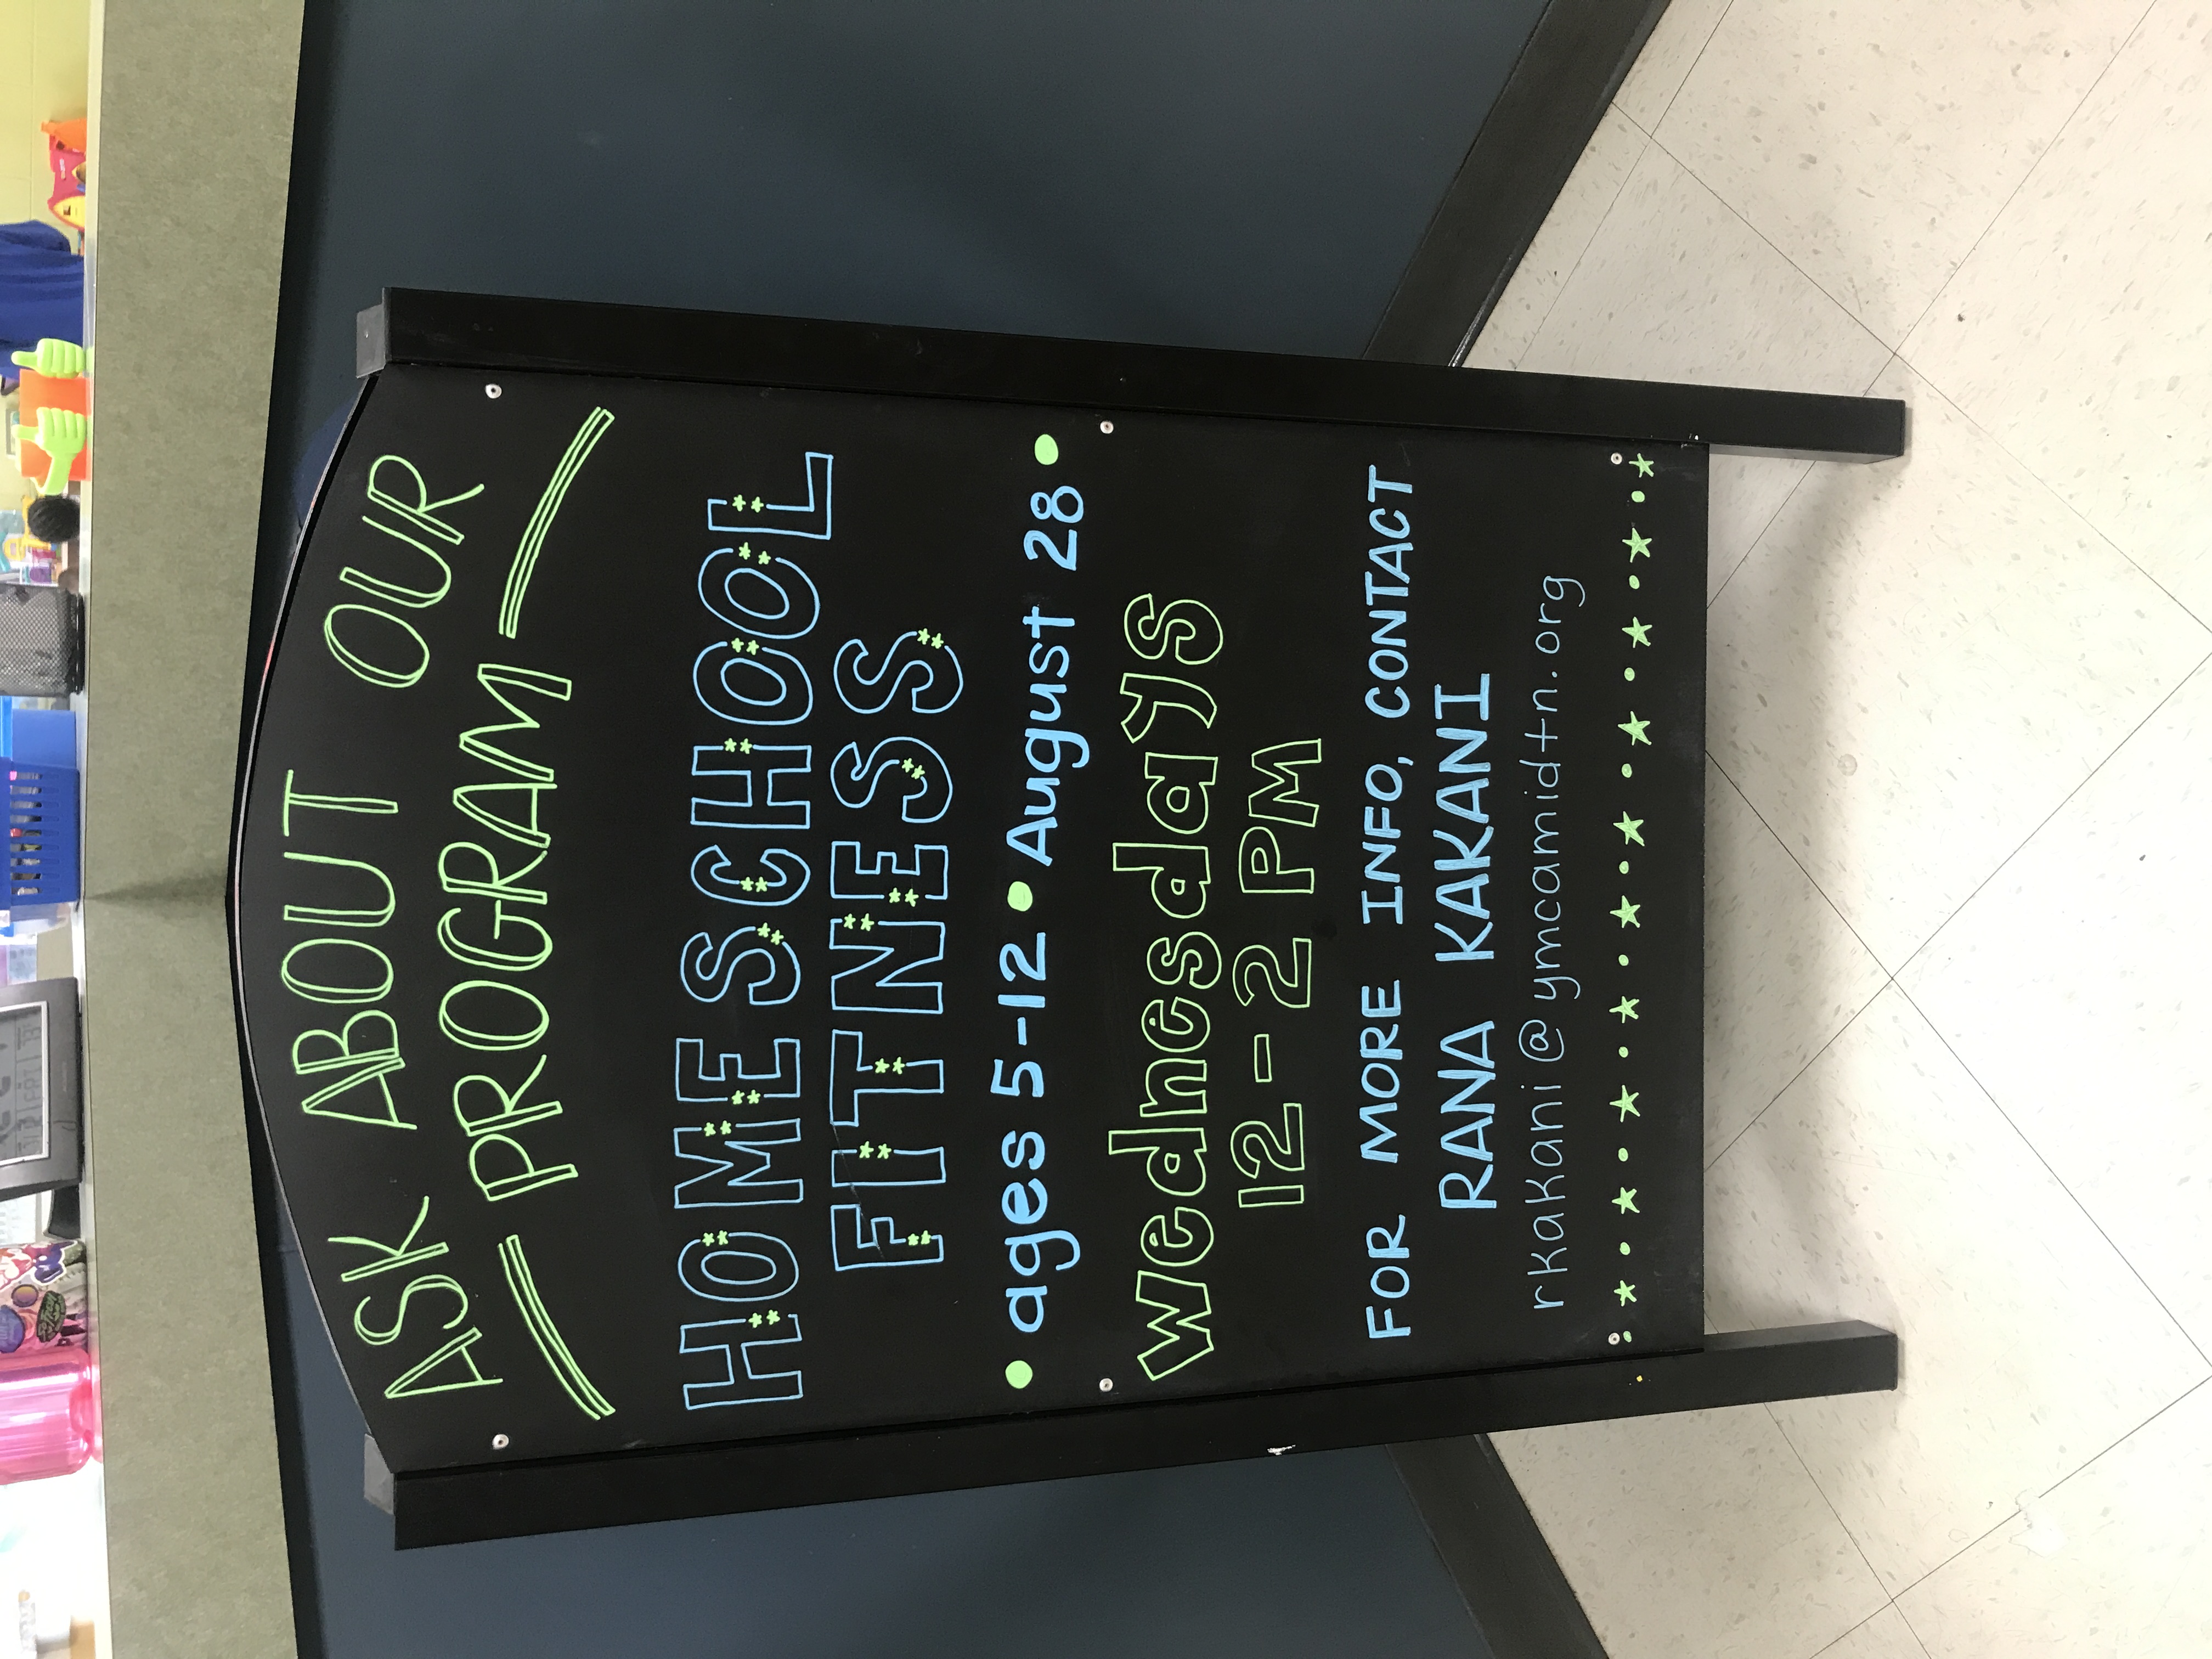 ASK ABOUT OUR
PROGRAM
HOMESCHOOL
FITNESS
• ages 5-12 • August 28 •
wednesdays
12 - 2 PM
FOR MORE INFO, CONTACT
RANA KAKANI
rkakani@ymcamidtn.org